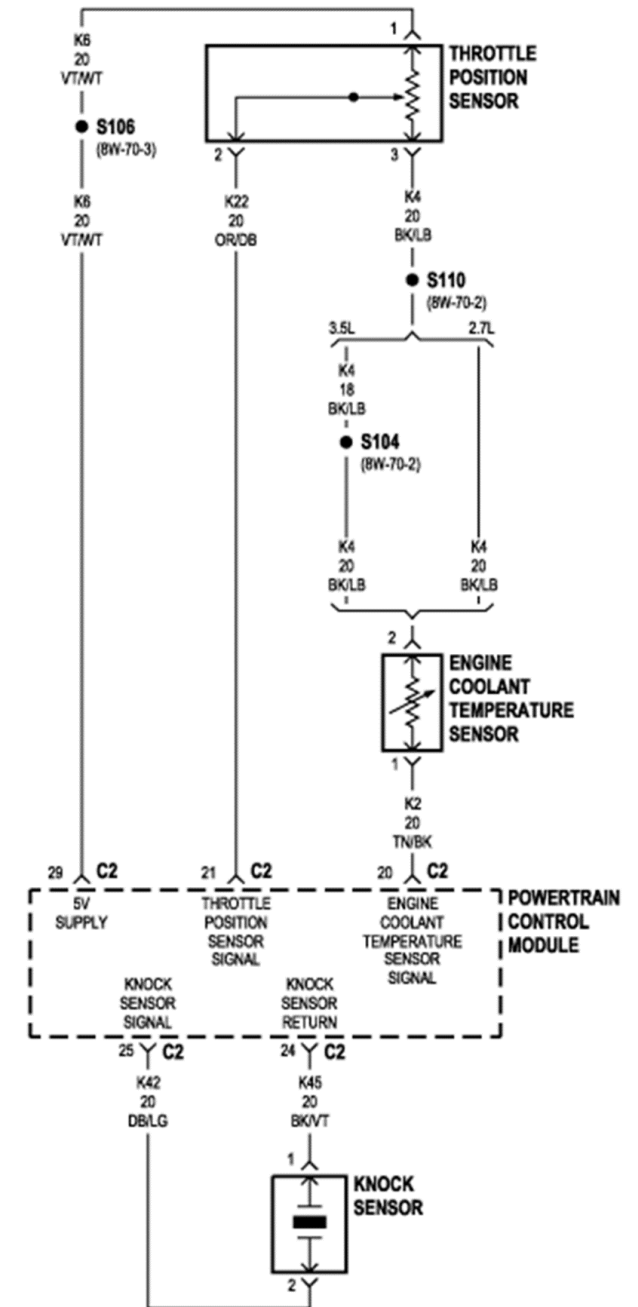 1
THROTTLE
POSITION
SENSOR
K6
20
VT/WT
S106
(8W-70-3)
2
3
K6
20
VT/WT
K22
20
OR/DB
K4
20
BK/LB
S110
(8W-70-2)
3.5L
2.7L
K4
18
BK/LB
S104
(8W-70-2)
K4
20
BK/LB
K4
20
BK/LB
2
ENGINE
COOLANT
TEMPERATURE
SENSOR
1
K2
20
TN/BK
29 C2
21 C2
20 C2
5V
SUPPLY
THROTTLE
POSITION
SENSOR
SIGNAL
ENGINE
COOLANT
TEMPERATURE
SENSOR
SIGNAL
POWERTRAIN
CONTROL
MODULE
KNOCK
SENSOR
SIGNAL
KNOCK
SENSOR
RETURN
25 C2
24 C2
K42
20
DB/LG
K45
20
BK/VT
1
KNOCK
SENSOR
2